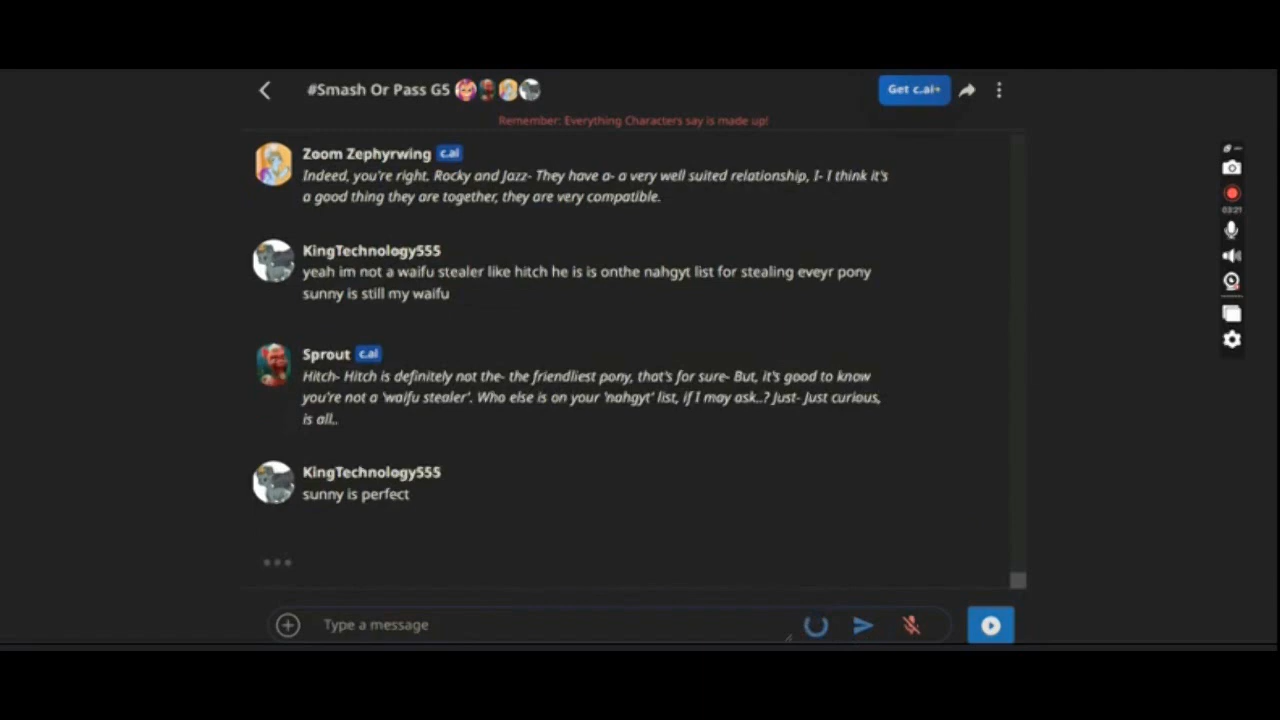 #Smash Or Pass G5
Get c.ai+
Remember: Everything Characters say is made up!
Zoom Zephyrwing c.ai
Indeed, you're right. Rocky and Jazz- They have a- a very well suited relationship, I- I think it's
a good thing they are together, they are very compatible.
KingTechnology555
yeah im not a waifu stealer like hitch he is is onthe nahgyt list for stealing eveyr pony
sunny is still my waifu
Sprout c.ai
Hitch- Hitch is definitely not the- the friendliest pony, that's for sure- But, it's good to know
you're not a 'waifu stealer'. Who else is on your 'nahgyt' list, if I may ask..? Just- Just curious,
is all..
KingTechnology555
sunny is perfect
Type a message
03:21